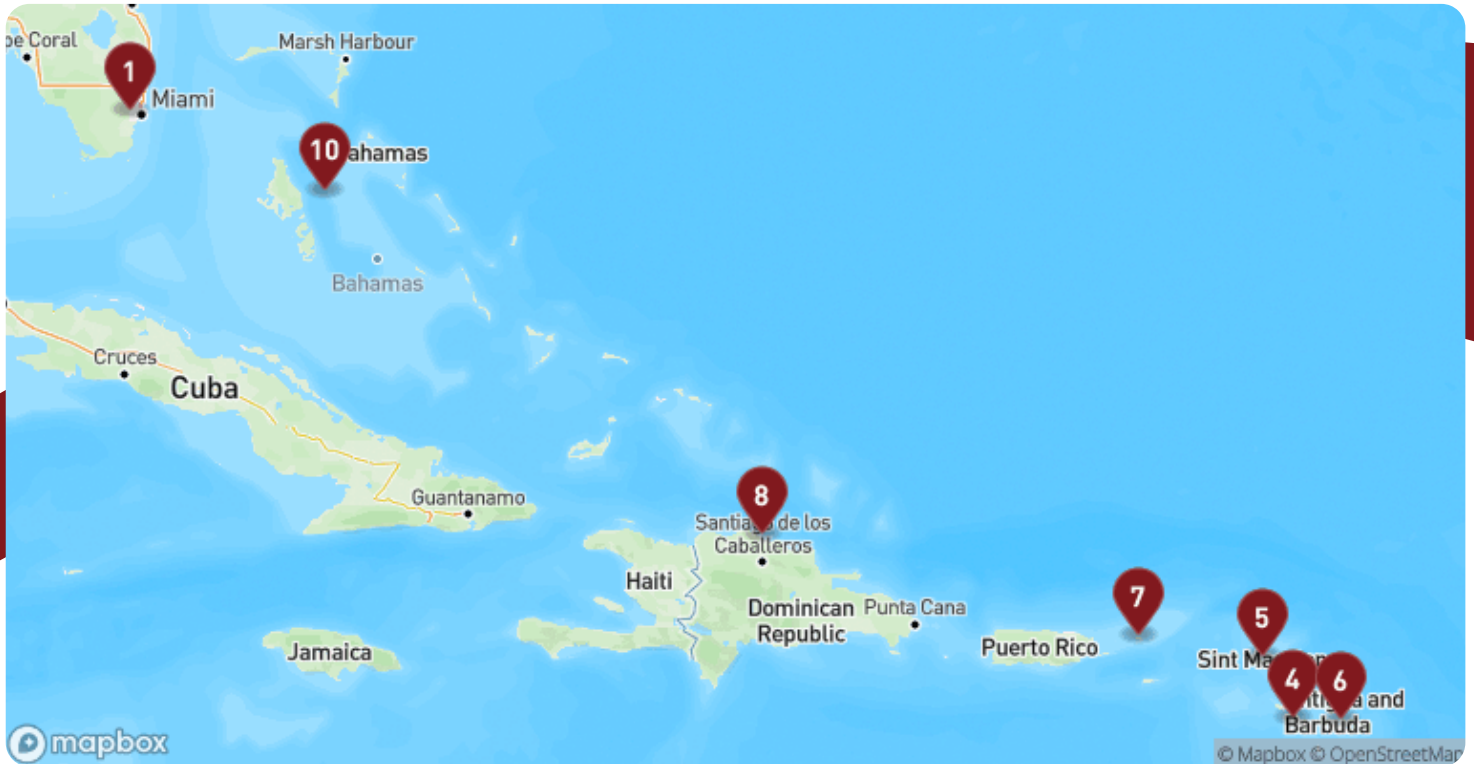 pe Coral
Marsh Harbour
1
Miami
10
ahamas
Bahamas
Cruces
Cuba
Guantanamo
8
Santiago de los
Caballeros
Haiti
Dominican
Republic
Punta Cana
Jamaica
Puerto Rico
7
5
Sint Ma
4
6
and
Barbuda
mapbox
© Mapbox © OpenStreetMap